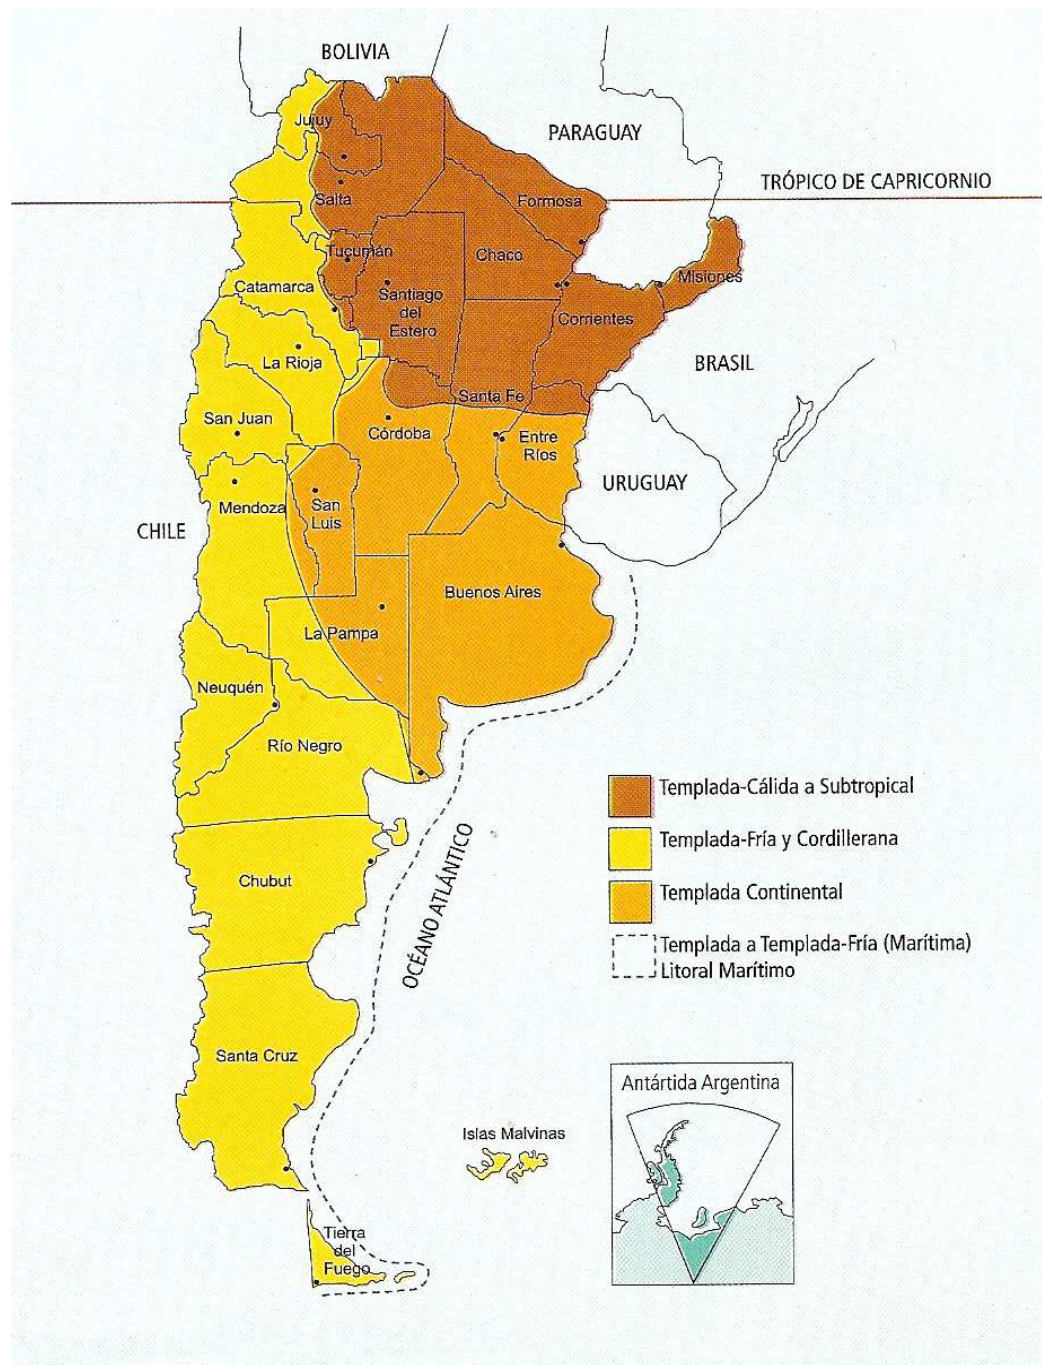 BOLIVIA
Jujuy
PARAGUAY
TRÓPICO DE CAPRICORNIO
Salta
Formosa
Tucumán
Chaco
Misiones
Catamarca
Santiago
del
Estero
Corrientes
La Rioja
BRASIL
Santa Fe
San Juan
Córdoba
Entre
Ríos
URUGUAY
Mendoza
San
Luis
CHILE
Buenos Aires
La Pampa
Neuquén
Río Negro
Templada-Cálida a Subtropical
Templada-Fría y Cordillerana
Chubut
Templada Continental
OCÉANO ATLÁNTICO
Templada a Templada-Fría (Marítima)
Litoral Marítimo
Santa Cruz
Antártida Argentina
Islas Malvinas
Tierra
del
Fuego